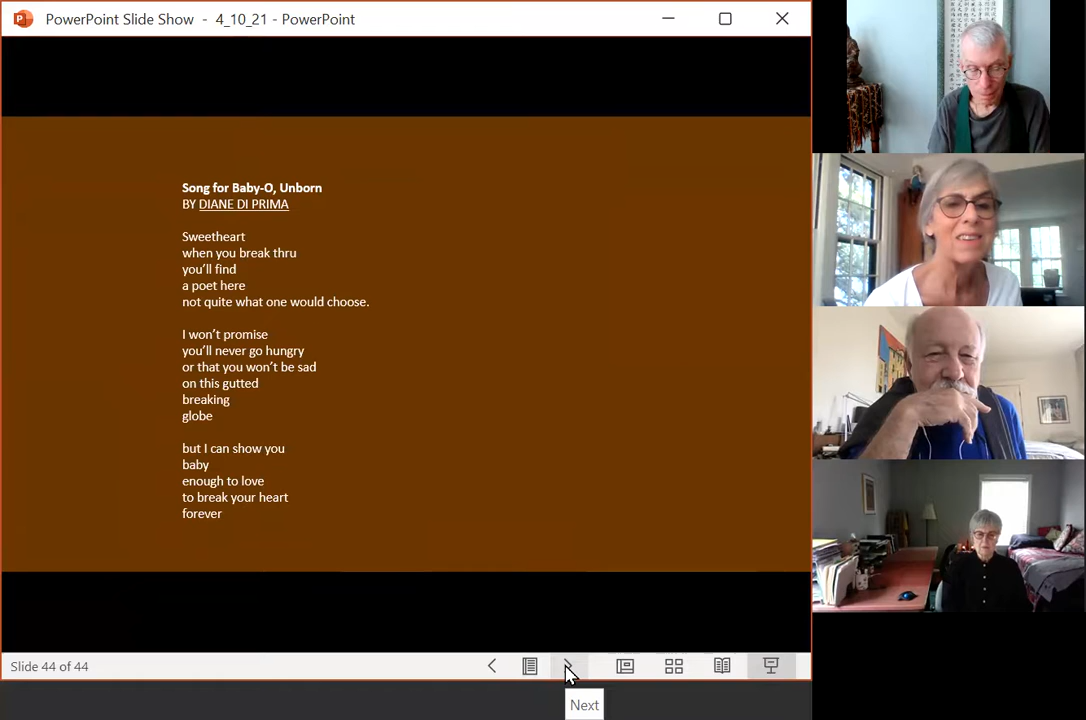 PowerPoint Slide Show - 4_10_21 - PowerPoint
Song for Baby-O, Unborn
BY DIANE DI PRIMA
Sweetheart
when you break thru
you’ll find
a poet here
not quite what one would choose.
I won’t promise
you’ll never go hungry
or that you won’t be sad
on this gutted
breaking
globe
but I can show you
baby
enough to love
to break your heart
forever
Slide 44 of 44
Next